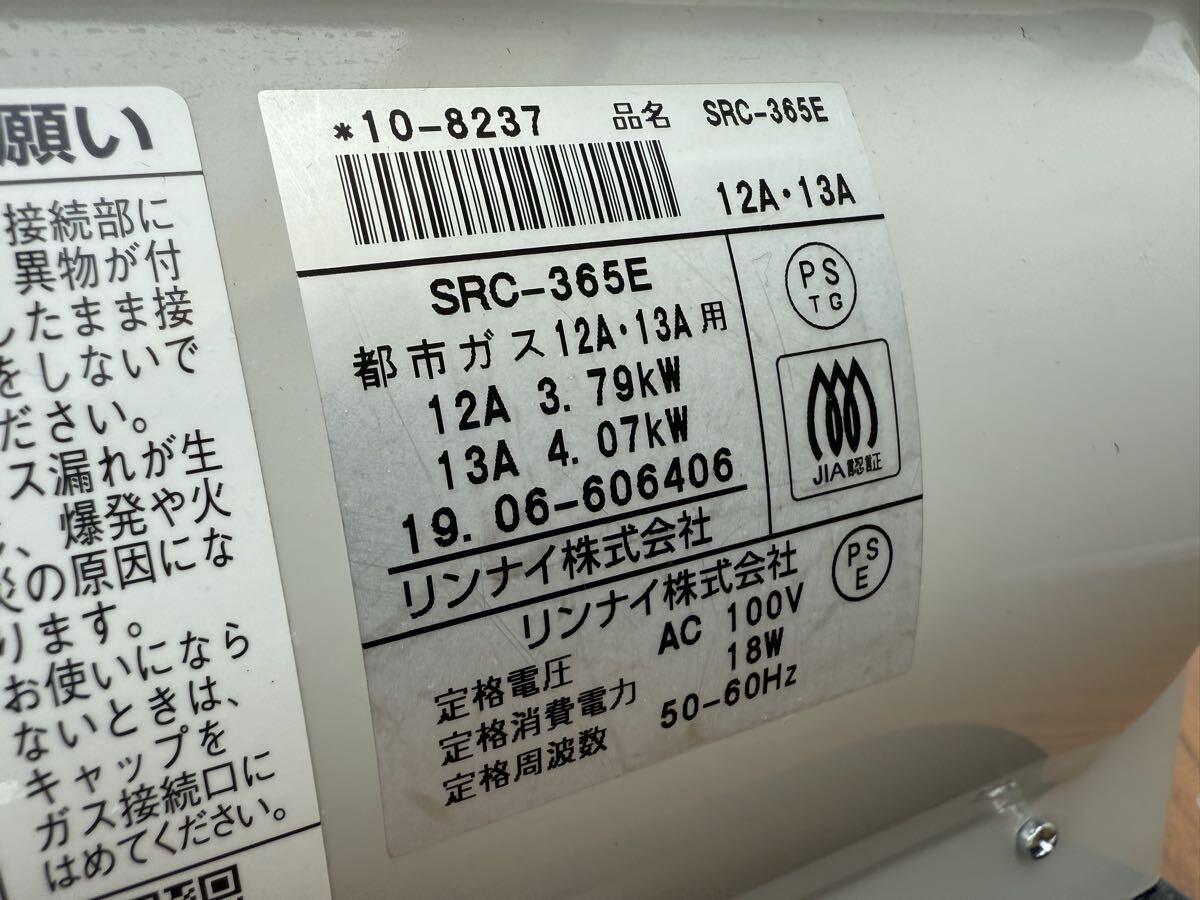 願い
接続部に
異物が付
したまま接
をしないで
ださい。
ス漏れが生
、爆発や火
災の原因にな
ります。
お使いになら
ないときは、
キャップを
ガス接続口に
はめてください。
*10-8237 品名 SRC-365E
12A・13A
SRC-365E
都市ガス12A・13A用
12A 3.79kW
13A 4.07kW
19.06-606406
リンナイ株式会社
PS
TG
JIA認証
リンナイ株式会社
PS
E
定格電圧 AC 100V
定格消費電力 18W
定格周波数 50-60Hz